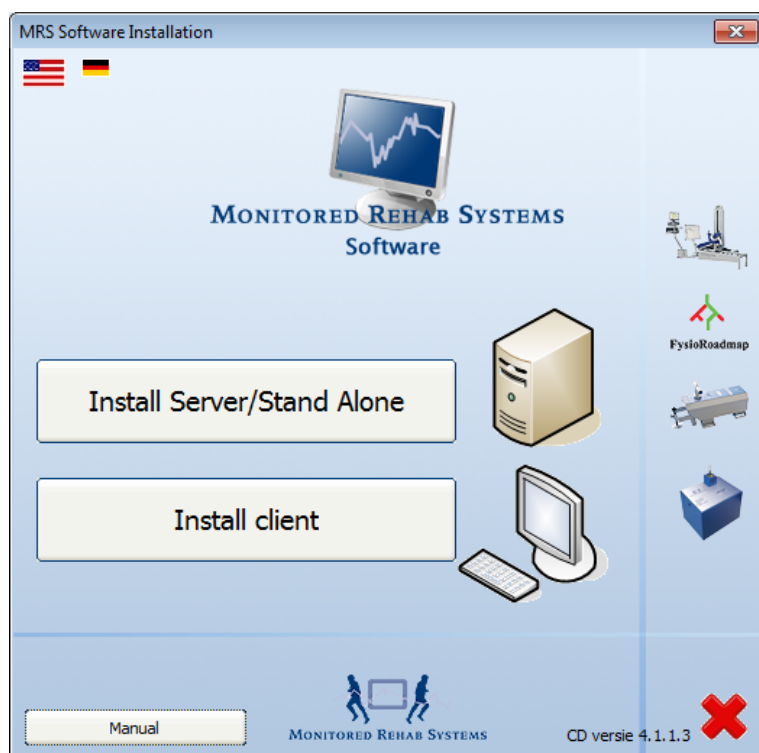 MRS Software Installation
MONITORED REHAB SYSTEMS
Software
FysioRoadmap
Install Server/Stand Alone
Install client
Manual
MONITORED REHAB SYSTEMS
CD versie 4.1.1.3